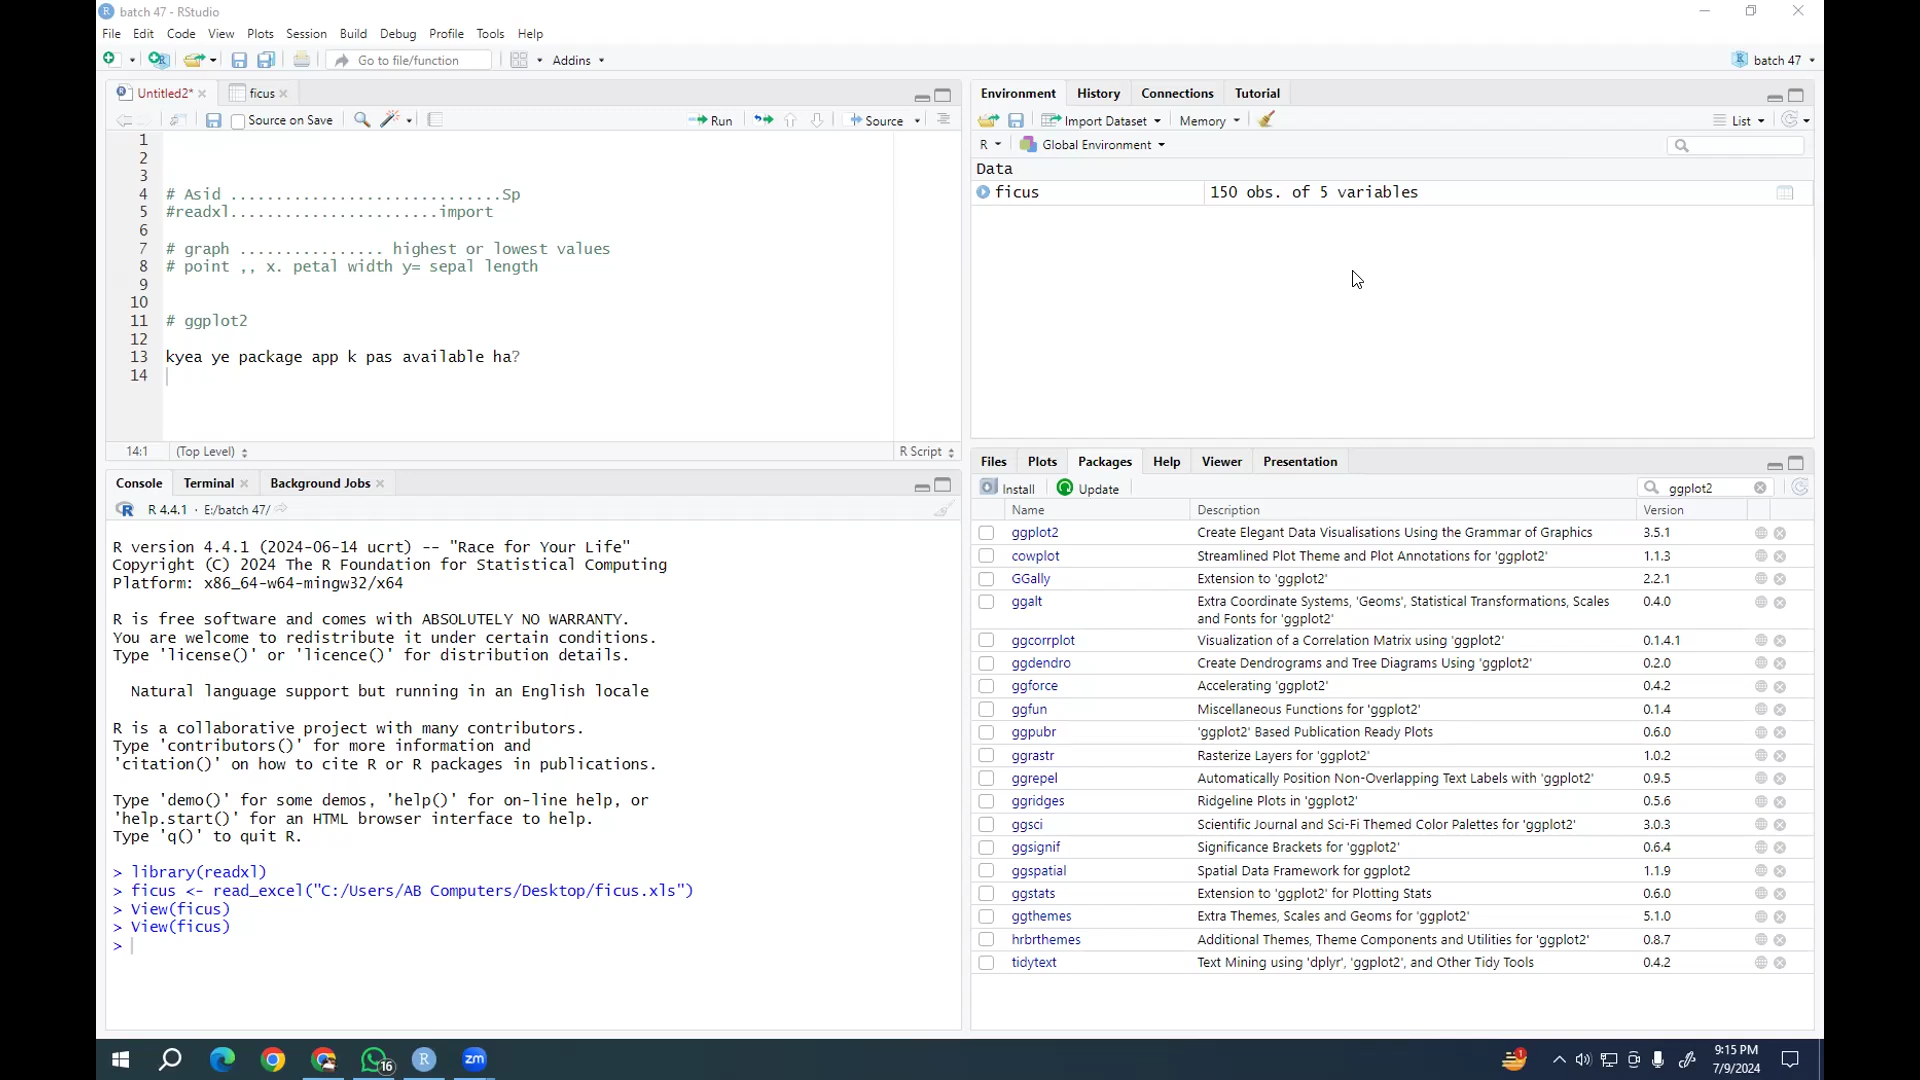 batch 47 - RStudio
File Edit Code View Plots Session Build Debug Profile Tools Help
Go to file/function Addins batch 47
Untitled2* ficus
Source on Save Run Source
1
2
3
4 # Asid ..............................Sp
5 #readxl.......................import
6
7 # graph ................ highest or lowest values
8 # point ,, x. petal width y= sepal length
9
10
11 # ggplot2
12
13 kyea ye package app k pas available ha?
14
14:1 (Top Level) R Script
Console Terminal Background Jobs
R 4.4.1 · E:/batch 47/
R version 4.4.1 (2024-06-14 ucrt) -- "Race for Your Life"
Copyright (C) 2024 The R Foundation for Statistical Computing
Platform: x86_64-w64-mingw32/x64
R is free software and comes with ABSOLUTELY NO WARRANTY.
You are welcome to redistribute it under certain conditions.
Type 'license()' or 'licence()' for distribution details.
Natural language support but running in an English locale
R is a collaborative project with many contributors.
Type 'contributors()' for more information and
'citation()' on how to cite R or R packages in publications.
Type 'demo()' for some demos, 'help()' for on-line help, or
'help.start()' for an HTML browser interface to help.
Type 'q()' to quit R.
> library(readxl)
> ficus <- read_excel("C:/Users/AB Computers/Desktop/ficus.xls")
> View(ficus)
> View(ficus)
>
Environment History Connections Tutorial
Import Dataset Memory List
R Global Environment
Data
ficus 150 obs. of 5 variables
Files Plots Packages Help Viewer Presentation
Install Update ggplot2
Name Description Version
ggplot2 Create Elegant Data Visualisations Using the Grammar of Graphics 3.5.1
cowplot Streamlined Plot Theme and Plot Annotations for 'ggplot2' 1.1.3
GGally Extension to 'ggplot2' 2.2.1
ggalt Extra Coordinate Systems, 'Geoms', Statistical Transformations, Scales 0.4.0
and Fonts for 'ggplot2'
ggcorrplot Visualization of a Correlation Matrix using 'ggplot2' 0.1.4.1
ggdendro Create Dendrograms and Tree Diagrams Using 'ggplot2' 0.2.0
ggforce Accelerating 'ggplot2' 0.4.2
ggfun Miscellaneous Functions for 'ggplot2' 0.1.4
ggpubr 'ggplot2' Based Publication Ready Plots 0.6.0
ggrastr Rasterize Layers for 'ggplot2' 1.0.2
ggrepel Automatically Position Non-Overlapping Text Labels with 'ggplot2' 0.9.5
ggridges Ridgeline Plots in 'ggplot2' 0.5.6
ggsci Scientific Journal and Sci-Fi Themed Color Palettes for 'ggplot2' 3.0.3
ggsignif Significance Brackets for 'ggplot2' 0.6.4
ggspatial Spatial Data Framework for ggplot2 1.1.9
ggstats Extension to 'ggplot2' for Plotting Stats 0.6.0
ggthemes Extra Themes, Scales and Geoms for 'ggplot2' 5.1.0
hrbrthemes Additional Themes, Theme Components and Utilities for 'ggplot2' 0.8.7
tidytext Text Mining using 'dplyr', 'ggplot2', and Other Tidy Tools 0.4.2
16 R zm 1 9:15 PM
7/9/2024